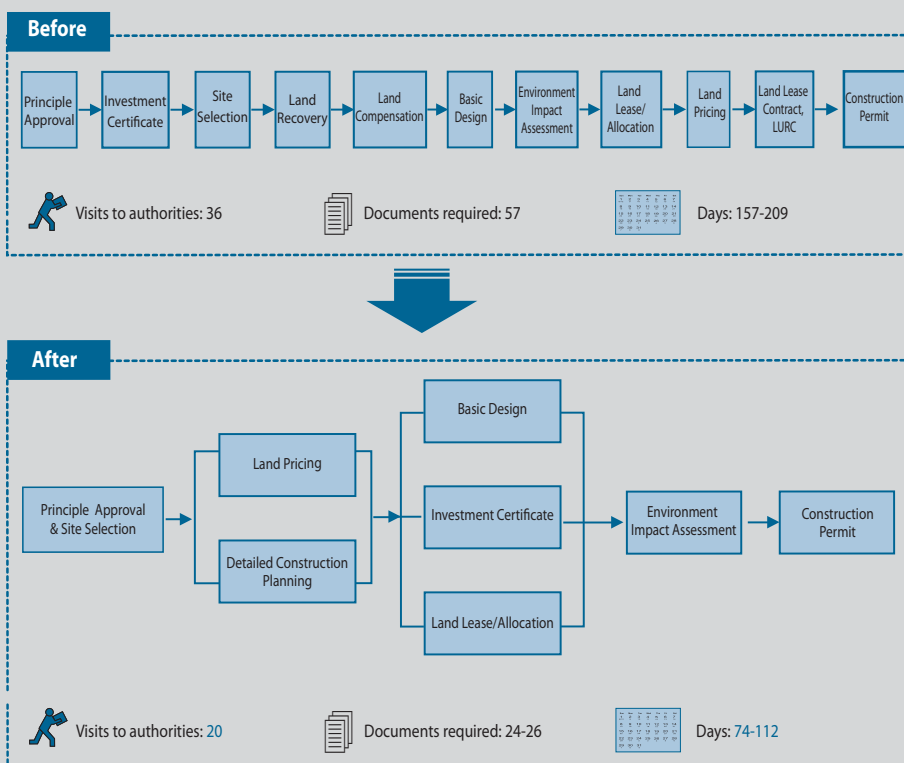 Before
Principle
Approval
Investment
Certificate
Site
Selection
Land
Recovery
Land
Compensation
Basic
Design
Environment
Impact
Assessment
Land
Lease/
Allocation
Land
Pricing
Land Lease
Contract,
LURC
Construction
Permit
Visits to authorities: 36
Documents required: 57
Days: 157-209
After
Principle Approval
& Site Selection
Land Pricing
Detailed Construction
Planning
Basic Design
Investment Certificate
Land Lease/Allocation
Environment
Impact Assessment
Construction
Permit
Visits to authorities: 20
Documents required: 24-26
Days: 74-112